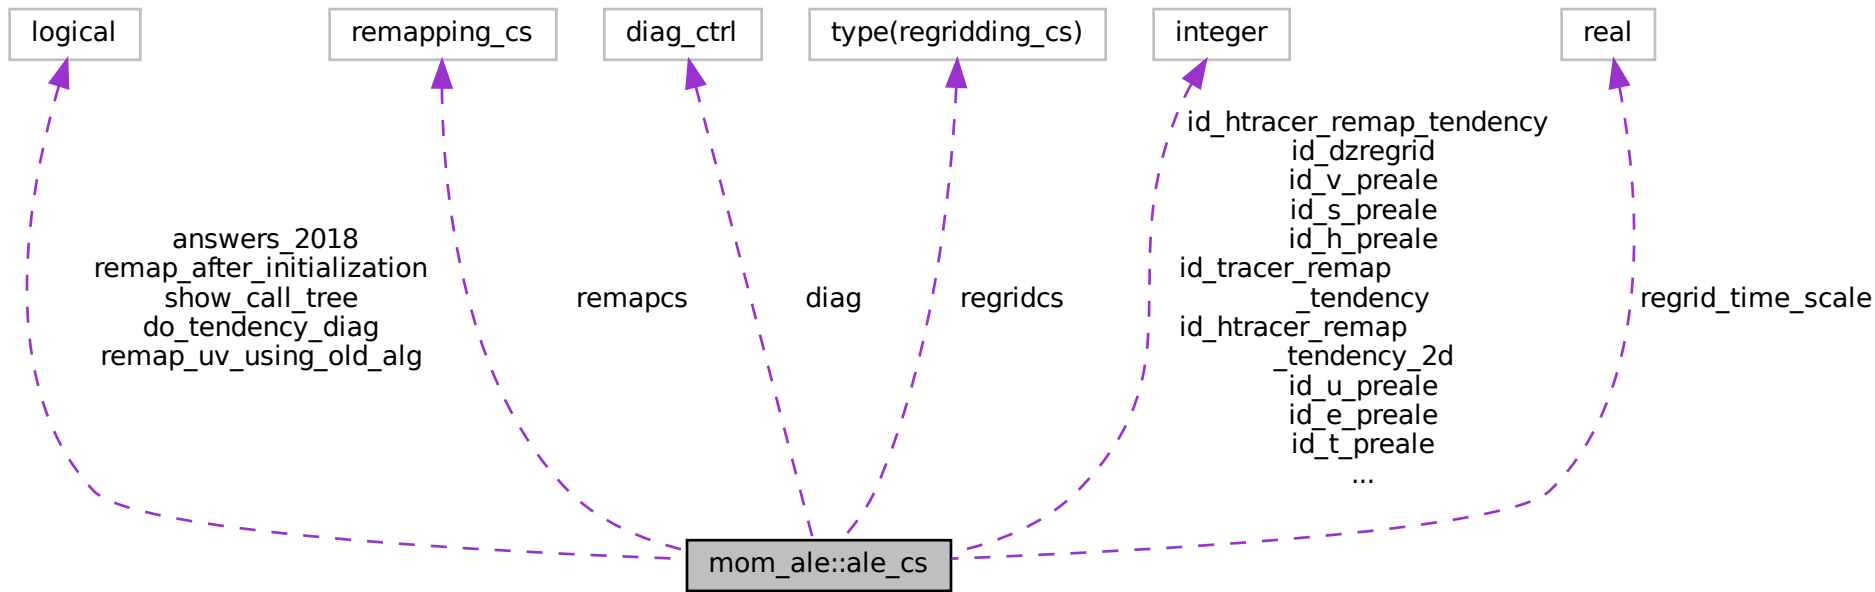 logical
remapping_cs
diag_ctrl
type(regridding_cs)
integer
real
answers_2018
remap_after_initialization
show_call_tree
do_tendency_diag
remap_uv_using_old_alg
remapcs
diag
regridcs
id_htracer_remap_tendency
id_dzregrid
id_v_preale
id_s_preale
id_h_preale
id_tracer_remap
_tendency
id_htracer_remap
_tendency_2d
id_u_preale
id_e_preale
id_t_preale
...
regrid_time_scale
mom_ale::ale_cs